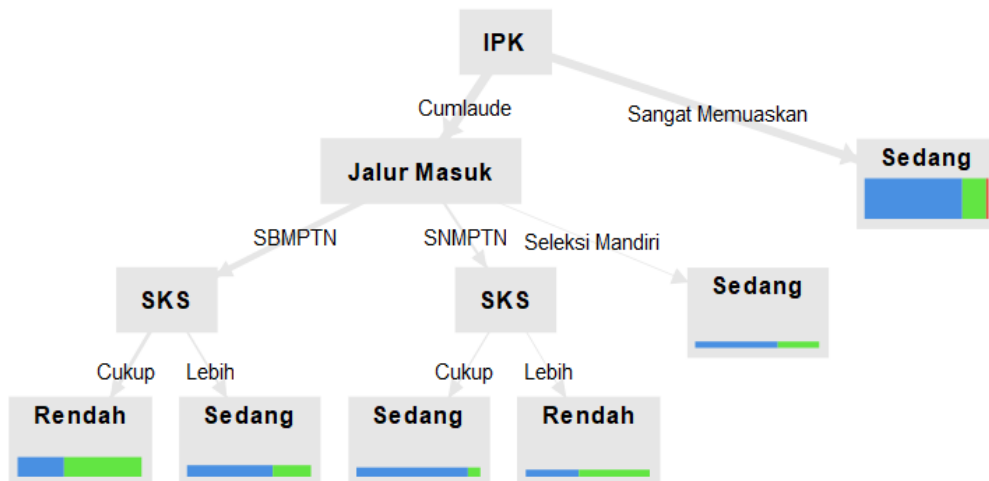 IPK
Cumlaude
Sangat Memuaskan
Sedang
Jalur Masuk
SBMPTN
SNMPTN
Seleksi Mandiri
SKS
SKS
Sedang
Cukup
Lebih
Cukup
Lebih
Rendah
Sedang
Sedang
Rendah